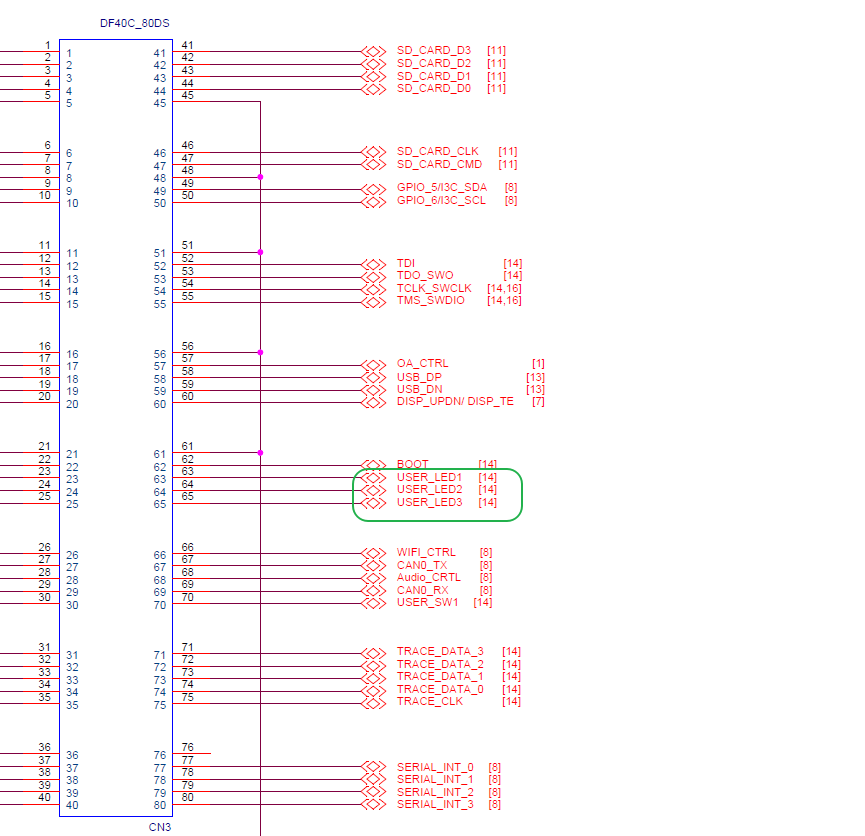 DF40C_80DS
1 1 41 41 SD_CARD_D3 [11]
2 2 42 42 SD_CARD_D2 [11]
3 3 43 43 SD_CARD_D1 [11]
4 4 44 44 SD_CARD_D0 [11]
5 5 45 45
6 6 46 46 SD_CARD_CLK [11]
7 7 47 47 SD_CARD_CMD [11]
8 8 48 48
9 9 49 49 GPIO_5/I3C_SDA [8]
10 10 50 50 GPIO_6/I3C_SCL [8]
11 11 51 51
12 12 52 52 TDI [14]
13 13 53 53 TDO_SWO [14]
14 14 54 54 TCLK_SWCLK [14,16]
15 15 55 55 TMS_SWDIO [14,16]
16 16 56 56
17 17 57 57 OA_CTRL [1]
18 18 58 58 USB_DP [13]
19 19 59 59 USB_DN [13]
20 20 60 60 DISP_UPDN/ DISP_TE [7]
21 21 61 61
22 22 62 62 BOOT [14]
23 23 63 63 USER_LED1 [14]
24 24 64 64 USER_LED2 [14]
25 25 65 65 USER_LED3 [14]
26 26 66 66 WIFI_CTRL [8]
27 27 67 67 CAN0_TX [8]
28 28 68 68 Audio_CRTL [8]
29 29 69 69 CAN0_RX [8]
30 30 70 70 USER_SW1 [14]
31 31 71 71 TRACE_DATA_3 [14]
32 32 72 72 TRACE_DATA_2 [14]
33 33 73 73 TRACE_DATA_1 [14]
34 34 74 74 TRACE_DATA_0 [14]
35 35 75 75 TRACE_CLK [14]
36 36 76 76
37 37 77 77 SERIAL_INT_0 [8]
38 38 78 78 SERIAL_INT_1 [8]
39 39 79 79 SERIAL_INT_2 [8]
40 40 80 80 SERIAL_INT_3 [8]
CN3